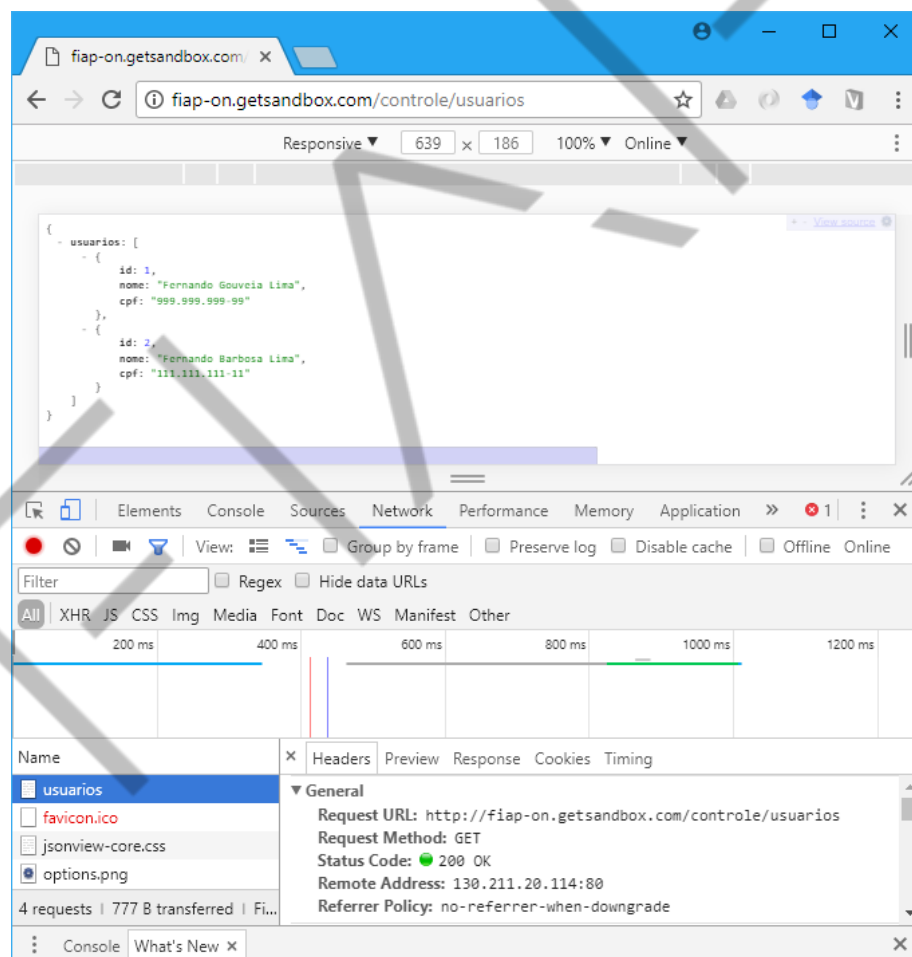 fiap-on.getsandbox.com/
fiap-on.getsandbox.com/controle/usuarios
Responsive ▼ 639 x 186 100% ▼ Online ▼
+ - View source
{
- usuarios: [
- {
id: 1,
nome: "Fernando Gouveia Lima",
cpf: "999.999.999-99"
},
- {
id: 2,
nome: "Fernando Barbosa Lima",
cpf: "111.111.111-11"
}
]
}
Elements Console Sources Network Performance Memory Application » 1
View: Group by frame Preserve log Disable cache Offline Online
Filter Regex Hide data URLs
All XHR JS CSS Img Media Font Doc WS Manifest Other
200 ms 400 ms 600 ms 800 ms 1000 ms 1200 ms
Name × Headers Preview Response Cookies Timing
usuarios
favicon.ico
jsonview-core.css
options.png
4 requests | 777 B transferred | Fi...
▼ General
Request URL: http://fiap-on.getsandbox.com/controle/usuarios
Request Method: GET
Status Code: 200 OK
Remote Address: 130.211.20.114:80
Referrer Policy: no-referrer-when-downgrade
Console What's New ×